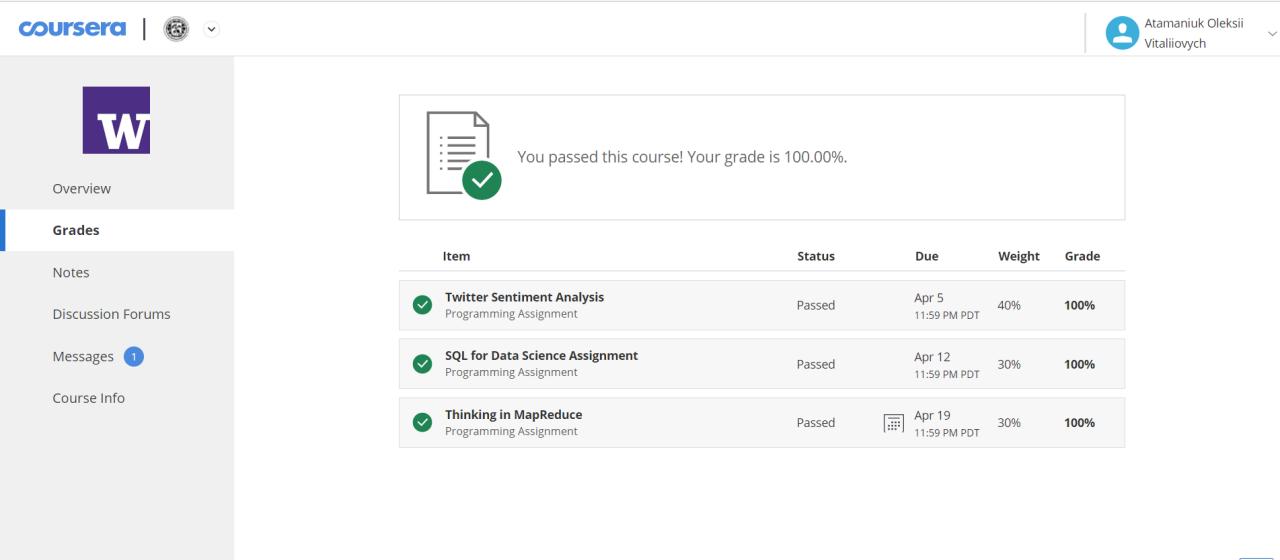 coursera
Atamaniuk Oleksii
Vitaliiovych
W
Overview
Grades
Notes
Discussion Forums
Messages 1
Course Info
You passed this course! Your grade is 100.00%.
Item Status Due Weight Grade
Twitter Sentiment Analysis
Programming Assignment
Passed
Apr 5
11:59 PM PDT
40%
100%
SQL for Data Science Assignment
Programming Assignment
Passed
Apr 12
11:59 PM PDT
30%
100%
Thinking in MapReduce
Programming Assignment
Passed
Apr 19
11:59 PM PDT
30%
100%